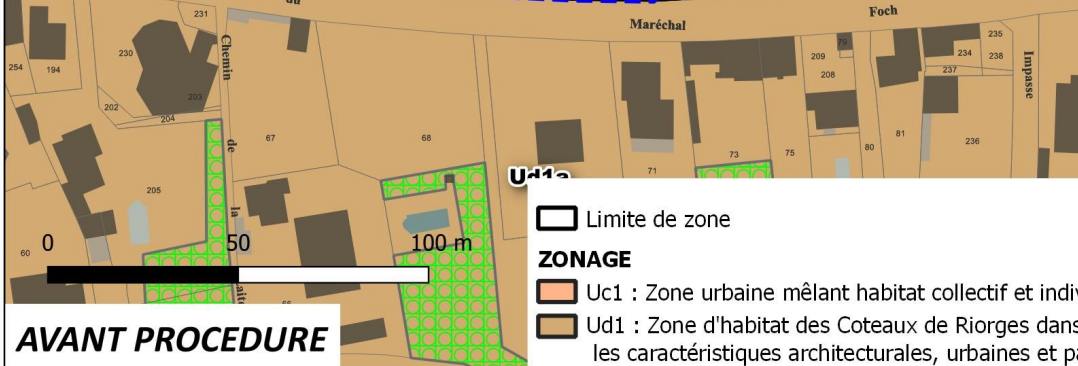 du
Maréchal
Foch
231
Chemin
79
235
254
194
230
209
234
238
Impasse
208
237
203
202
204
de
67
68
81
236
80
73
75
71
Ud1a
205
la
60
0
50
100 m
Limite de zone
ZONAGE
Uc1 : Zone urbaine mêlant habitat collectif et indiv
Ud1 : Zone d'habitat des Coteaux de Riorges dans
les caractéristiques architecturales, urbaines et pa
AVANT PROCEDURE